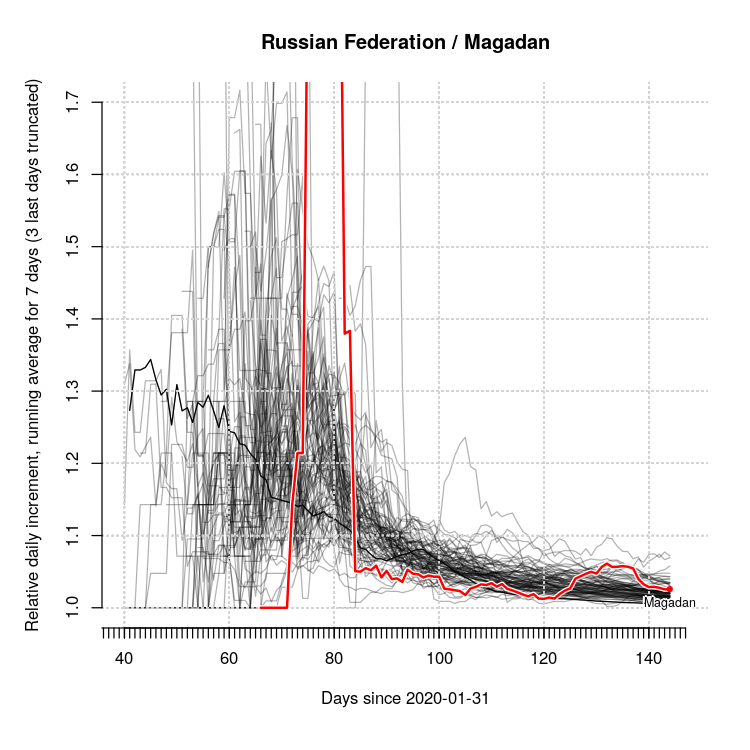 Russian Federation / Magadan
Relative daily increment, running average for 7 days (3 last days truncated)
1.7
1.6
1.5
1.4
1.3
1.2
1.1
1.0
Magadan
40 60 80 100 120 140
Days since 2020-01-31